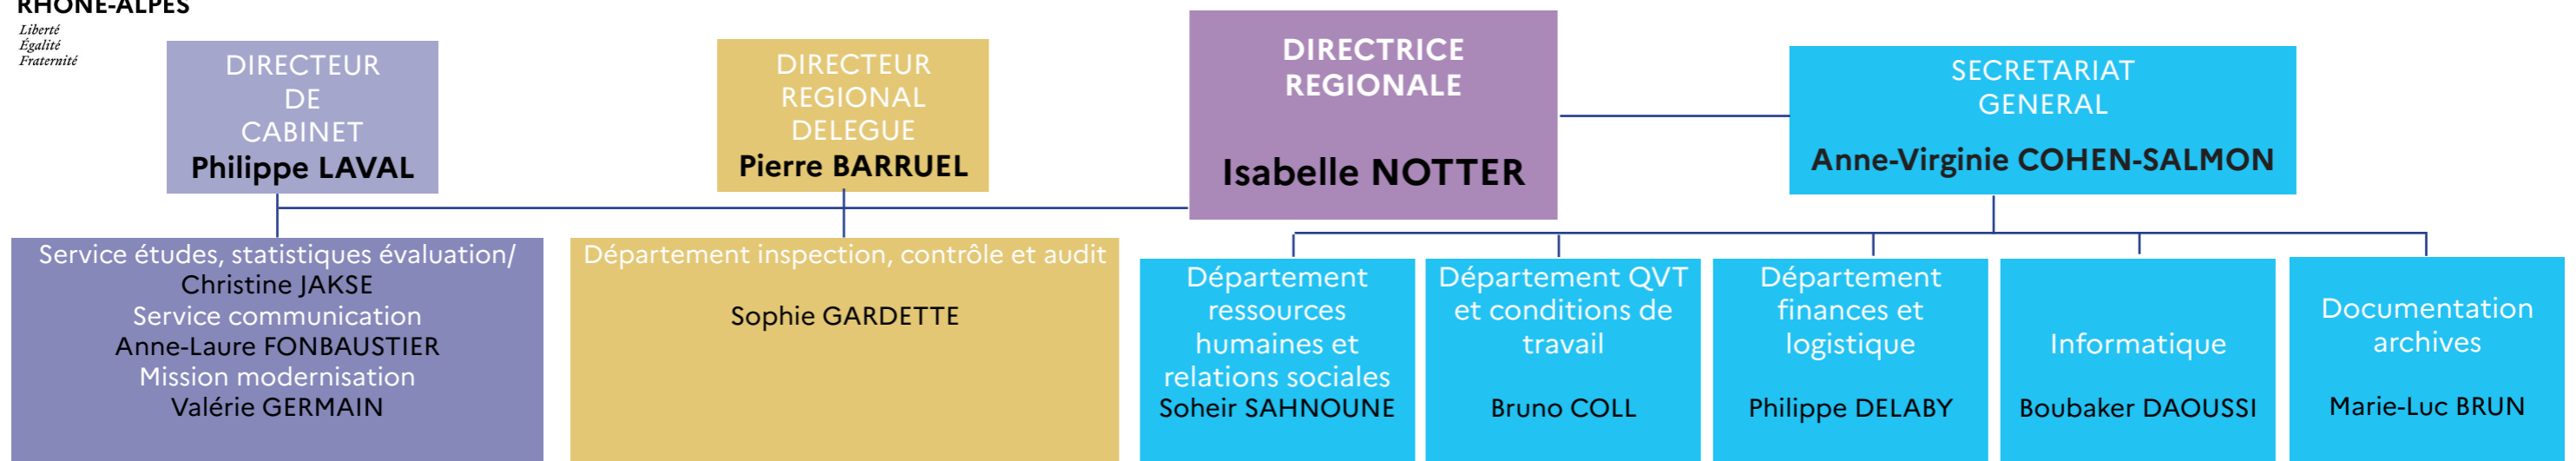 RHÔNE-ALPES
Liberté
Égalité
Fraternité
DIRECTEUR
DE
CABINET
Philippe LAVAL
DIRECTEUR
REGIONAL
DELEGUE
Pierre BARRUEL
DIRECTRICE
REGIONALE
Isabelle NOTTER
SECRETARIAT
GENERAL
Anne-Virginie COHEN-SALMON
Service études, statistiques évaluation/
Christine JAKSE
Service communication
Anne-Laure FONBAUSTIER
Mission modernisation
Valérie GERMAIN
Département inspection, contrôle et audit
Sophie GARDETTE
Département
ressources
humaines et
relations sociales
Soheir SAHNOUNE
Département QVT
et conditions de
travail
Bruno COLL
Département
finances et
logistique
Philippe DELABY
Informatique
Boubaker DAOUSSI
Documentation
archives
Marie-Luc BRUN